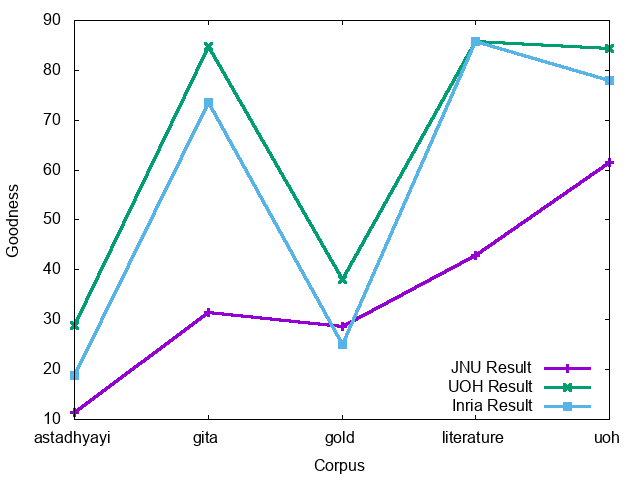 90
80
70
60
50
40
30
20
10
Goodness
astadhyayi gita gold literature uoh
Corpus
JNU Result
UOH Result
Inria Result